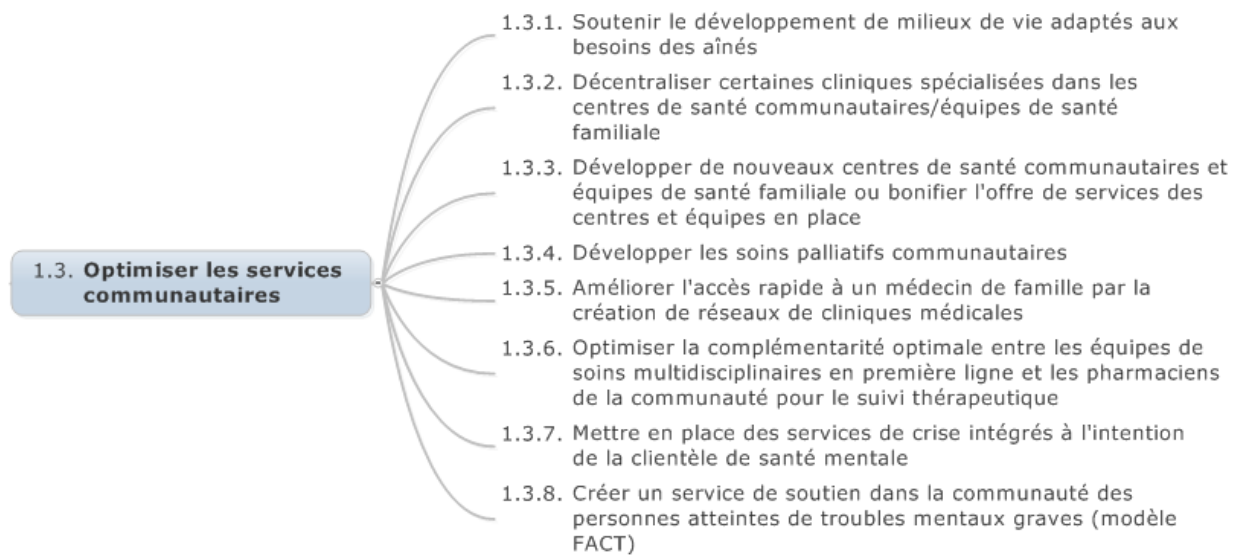 1.3.1. Soutenir le développement de milieux de vie adaptés aux
besoins des aînés
1.3.2. Décentraliser certaines cliniques spécialisées dans les
centres de santé communautaires/équipes de santé
familiale
1.3.3. Développer de nouveaux centres de santé communautaires et
équipes de santé familiale ou bonifier l'offre de services des
centres et équipes en place
1.3. Optimiser les services
communautaires
1.3.4. Développer les soins palliatifs communautaires
1.3.5. Améliorer l'accès rapide à un médecin de famille par la
création de réseaux de cliniques médicales
1.3.6. Optimiser la complémentarité optimale entre les équipes de
soins multidisciplinaires en première ligne et les pharmaciens
de la communauté pour le suivi thérapeutique
1.3.7. Mettre en place des services de crise intégrés à l'intention
de la clientèle de santé mentale
1.3.8. Créer un service de soutien dans la communauté des
personnes atteintes de troubles mentaux graves (modèle
FACT)